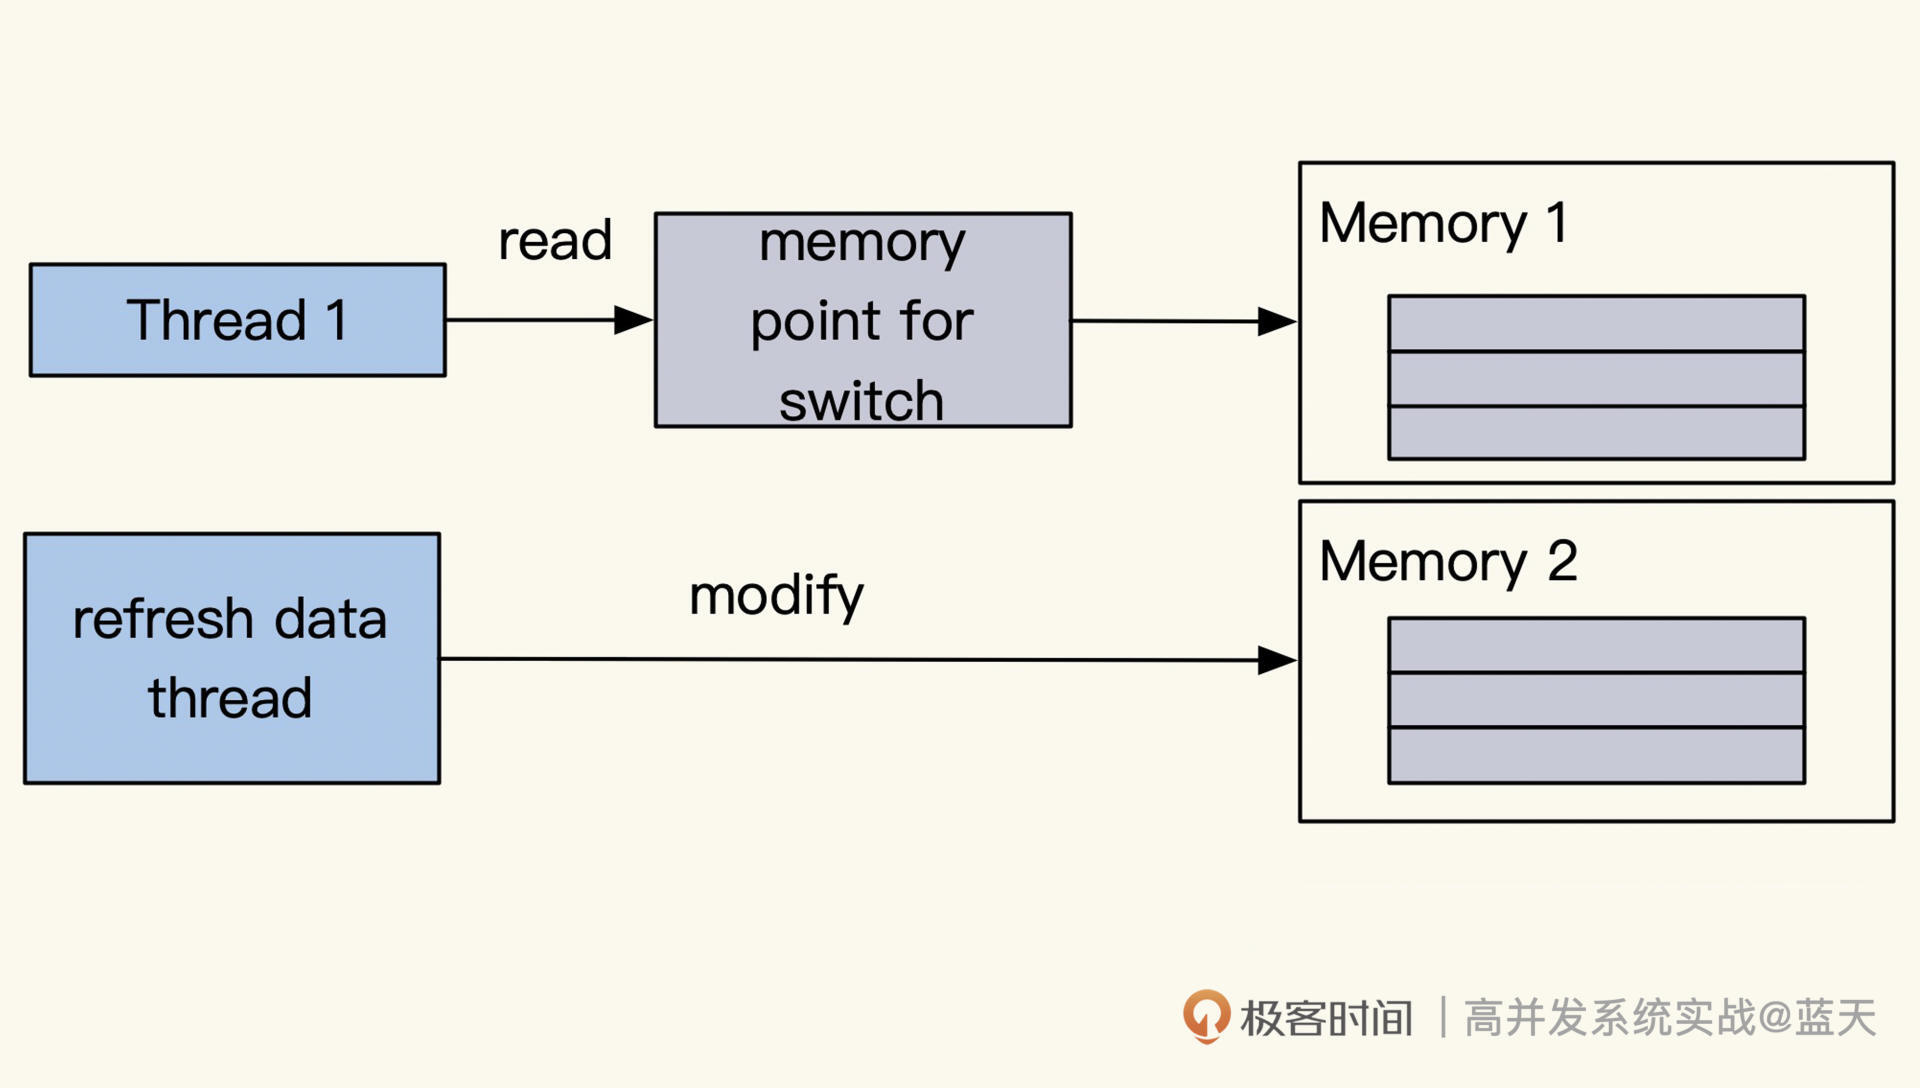 read
Thread 1
memory
point for
switch
Memory 1
refresh data
thread
modify
Memory 2
极客时间 | 高并发系统实战@蓝天